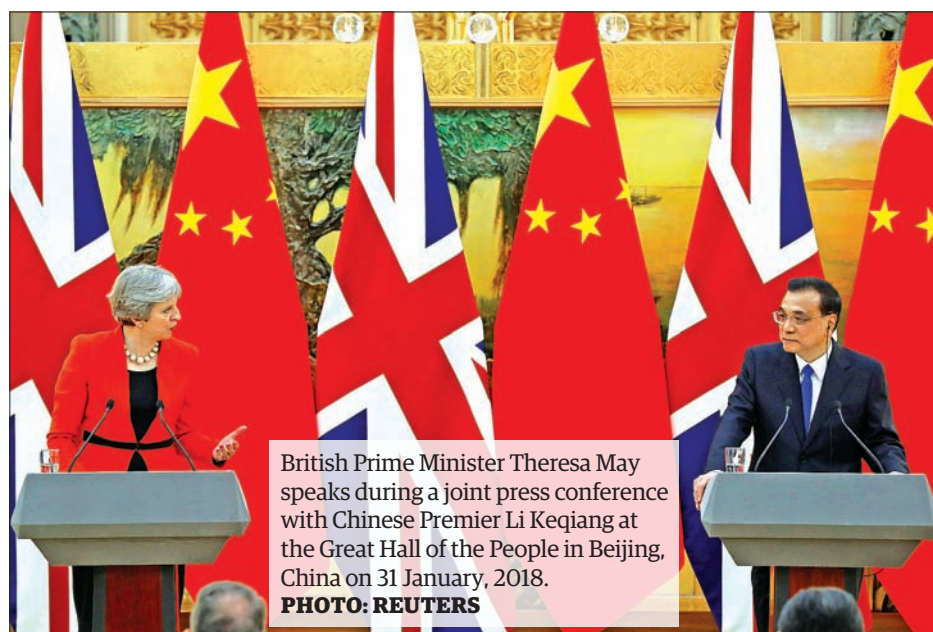 British Prime Minister Theresa May
speaks during a joint press conference
with Chinese Premier Li Keqiang at
the Great Hall of the People in Beijing,
China on 31 January, 2018.
PHOTO: REUTERS